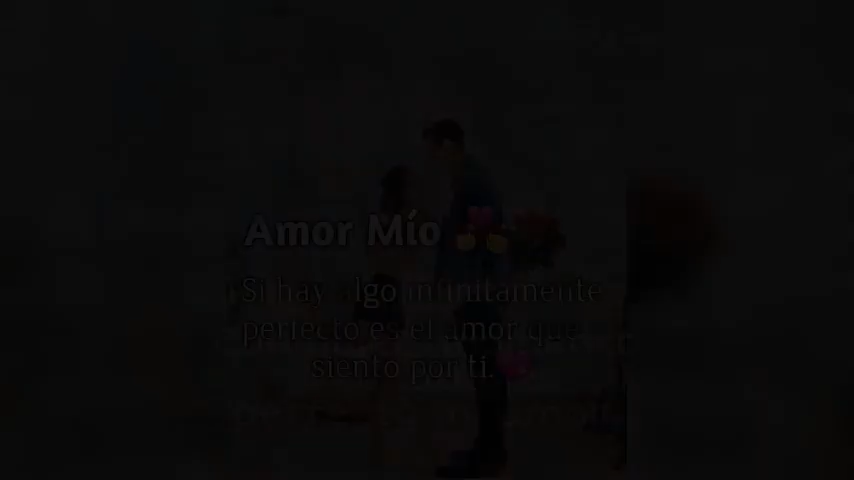 Amor Mío 💏
Si hay algo infinitamente
perfecto es el amor que
siento por ti.💗